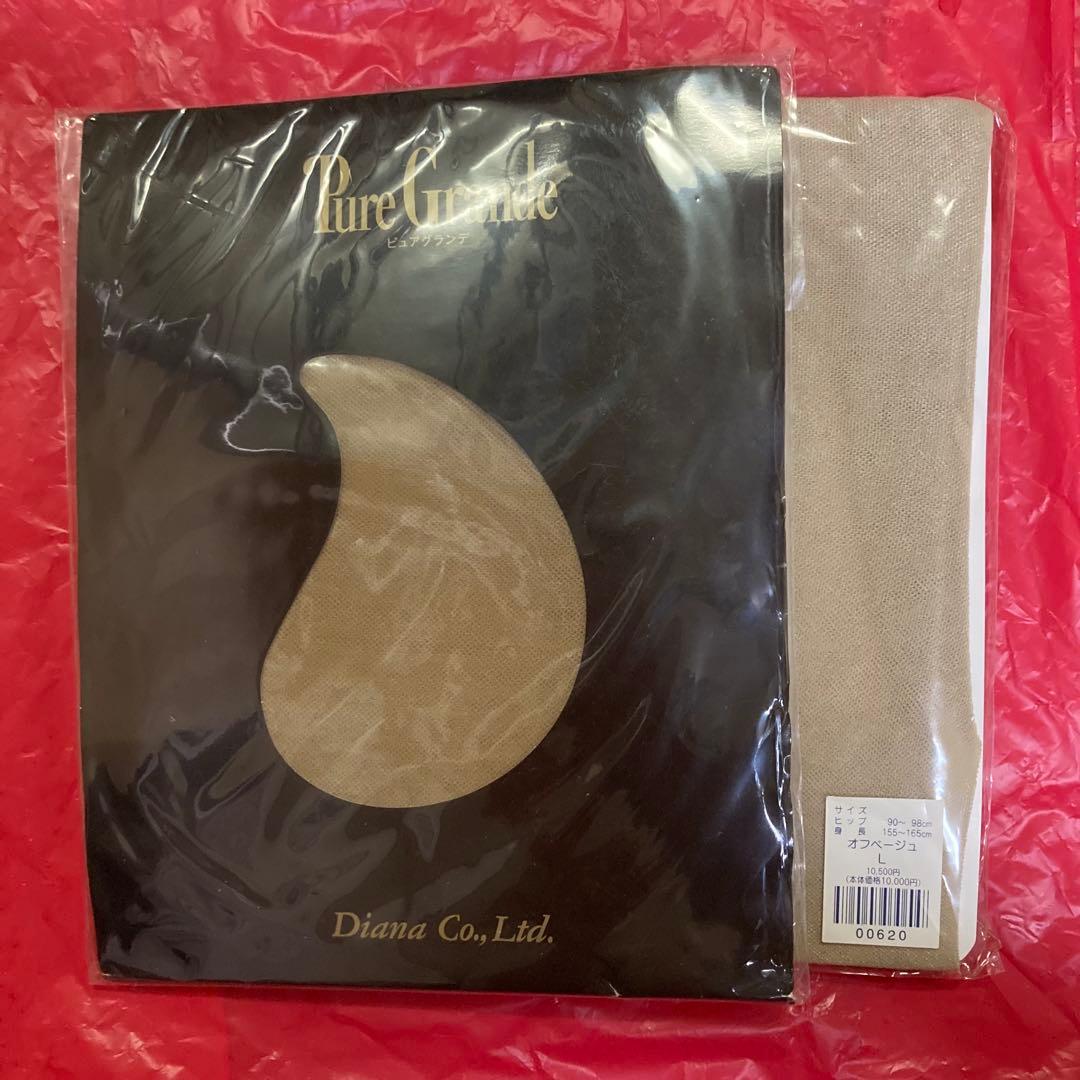 Pure Grande
ピュアグランデ
Diana Co., Ltd.
サイズ
ヒップ 90〜 98cm
身 長 155〜165cm
オフベージュ
L
10,500円
(本体価格10,000円)
00620